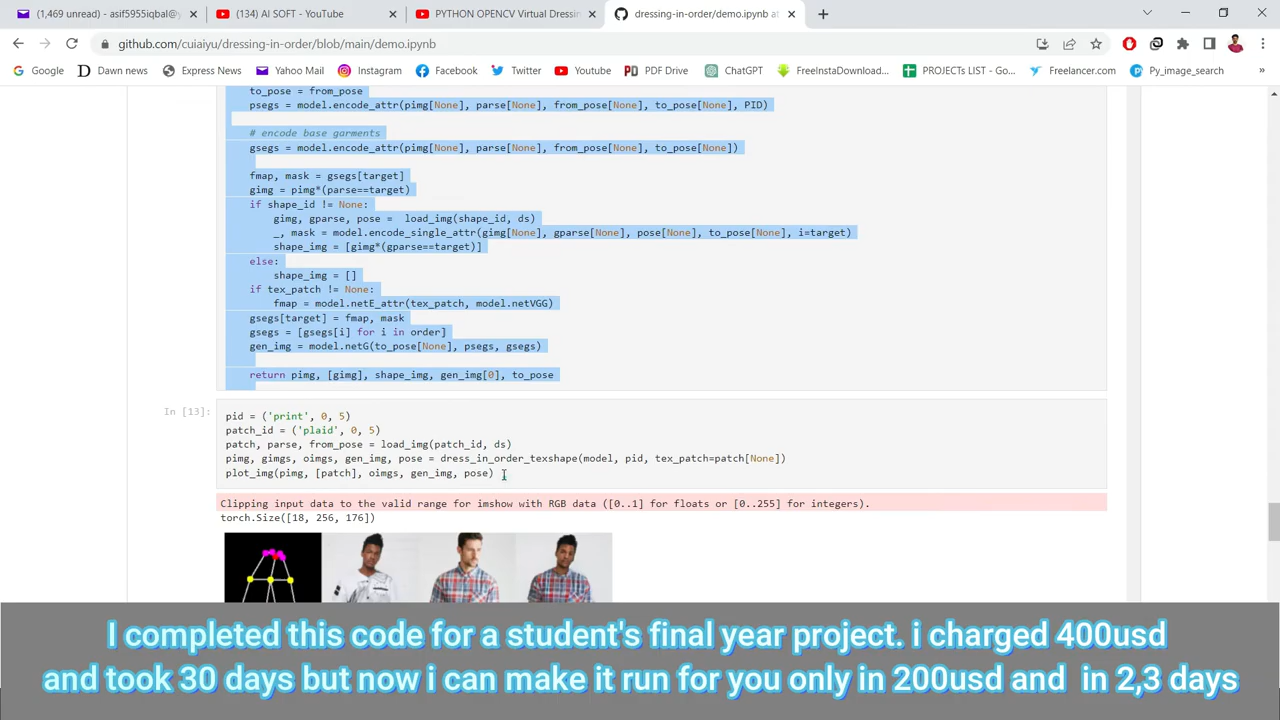 (1,469 unread) - asif5955iqbal@y
(134) AI SOFT - YouTube
PYTHON OPENCV Virtual Dressin
dressing-in-order/demo.ipynb at
github.com/cuiaiyu/dressing-in-order/blob/main/demo.ipynb
Google
Dawn news
Express News
Yahoo Mail
Instagram
Facebook
Twitter
Youtube
PDF Drive
ChatGPT
FreeInstaDownload...
PROJECTs LIST - Go...
Freelancer.com
Py_image_search
to_pose = from_pose
psegs = model.encode_attr(pimg[None], parse[None], from_pose[None], to_pose[None], PID)
# encode base garments
gsegs = model.encode_attr(pimg[None], parse[None], from_pose[None], to_pose[None])
fmap, mask = gsegs[target]
gimg = pimg*(parse==target)
if shape_id != None:
gimg, gparse, pose =  load_img(shape_id, ds)
_, mask = model.encode_single_attr(gimg[None], gparse[None], pose[None], to_pose[None], i=target)
shape_img = [gimg*(gparse==target)]
else:
shape_img = []
if tex_patch != None:
fmap = model.netE_attr(tex_patch, model.netVGG)
gsegs[target] = fmap, mask
gsegs = [gsegs[i] for i in order]
gen_img = model.netG(to_pose[None], psegs, gsegs)
return pimg, [gimg], shape_img, gen_img[0], to_pose
In [13]:
pid = ('print', 0, 5)
patch_id = ('plaid', 0, 5)
patch, parse, from_pose = load_img(patch_id, ds)
pimg, gimgs, oimgs, gen_img, pose = dress_in_order_texshape(model, pid, tex_patch=patch[None])
plot_img(pimg, [patch], oimgs, gen_img, pose)
Clipping input data to the valid range for imshow with RGB data ([0..1] for floats or [0..255] for integers).
torch.Size([18, 256, 176])
I completed this code for a student's final year project. i charged 400usd
and took 30 days but now i can make it run for you only in 200usd and in 2,3 days